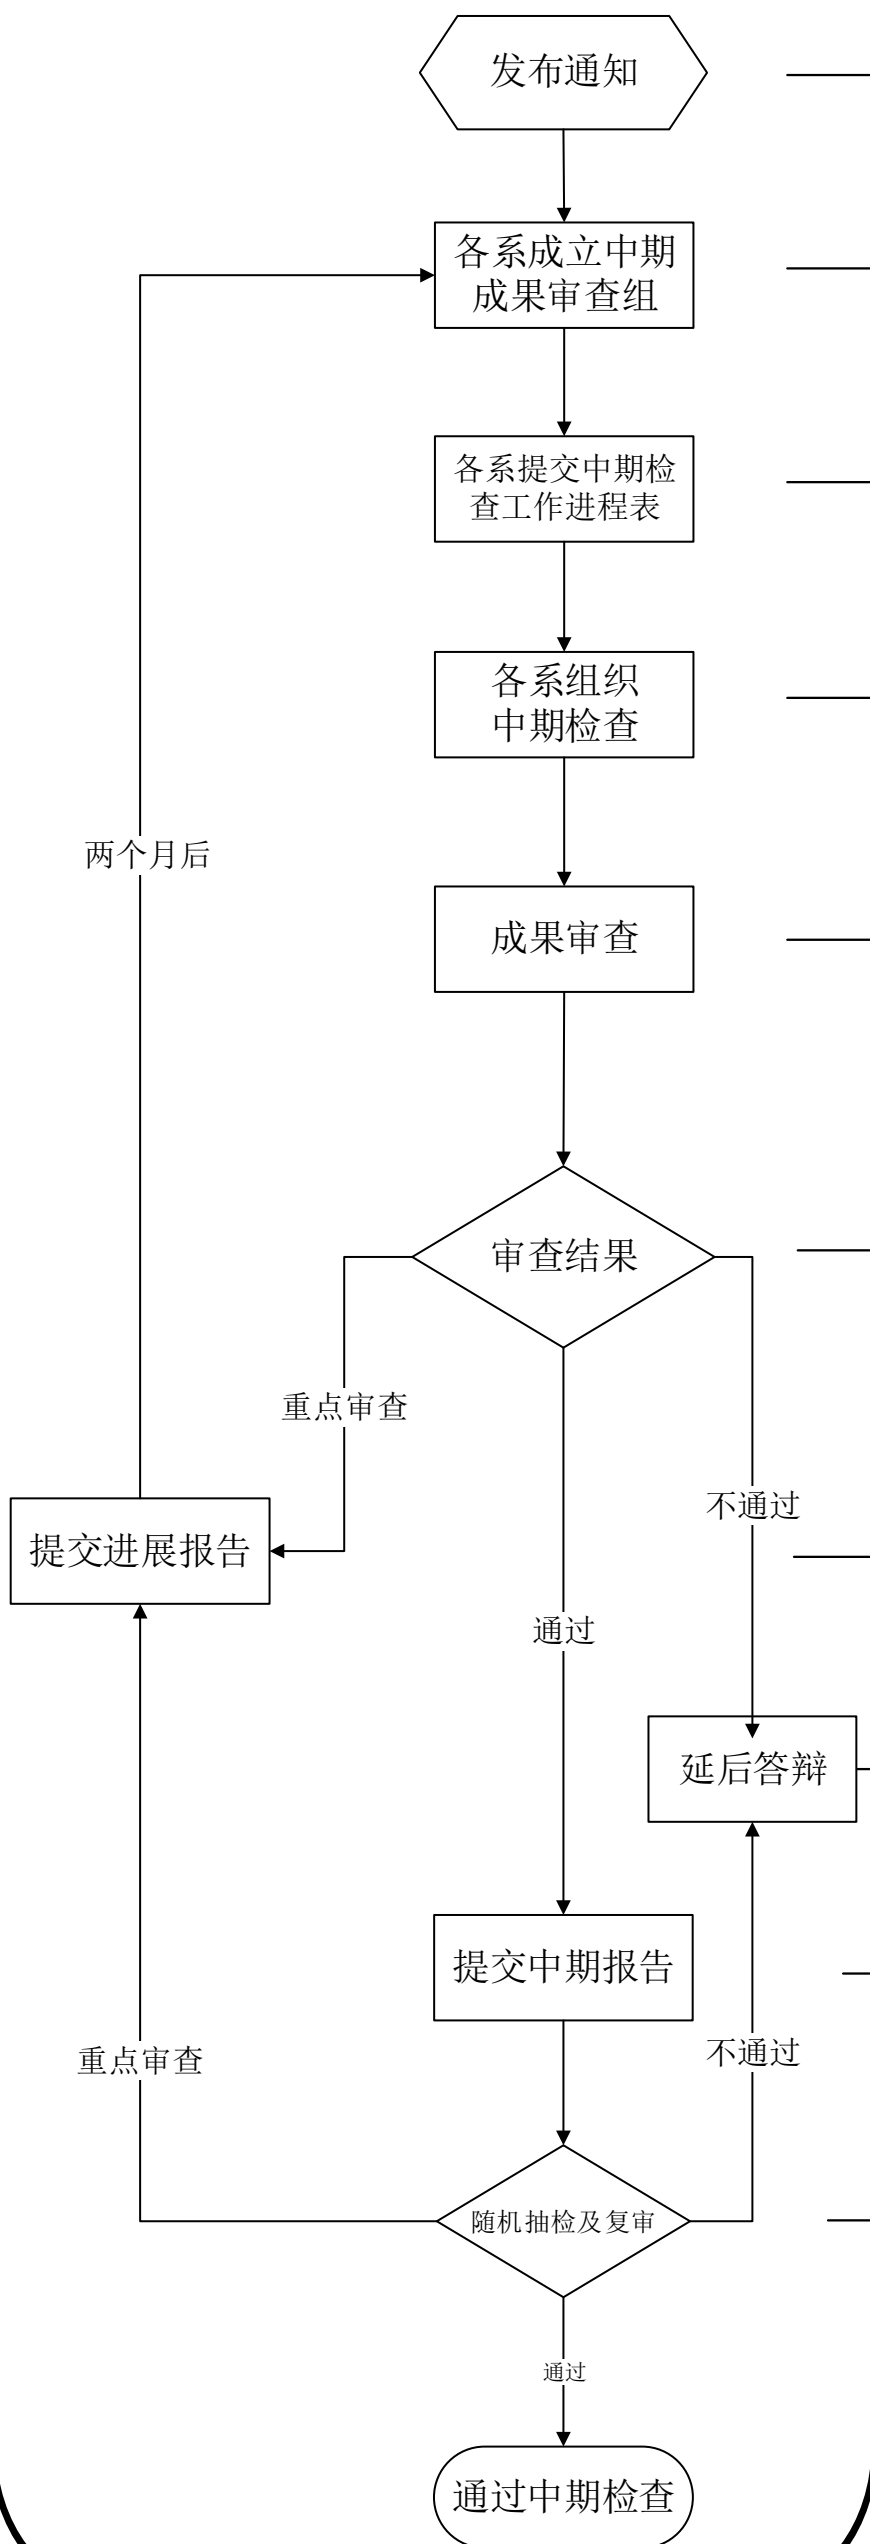 发布通知
各系成立中期
成果审查组
各系提交中期检
查工作进程表
各系组织
中期检查
两个月后
成果审查
审查结果
重点审查
不通过
提交进展报告
通过
延后答辩
提交中期报告
不通过
重点审查
随机抽检及复审
通过
通过中期检查